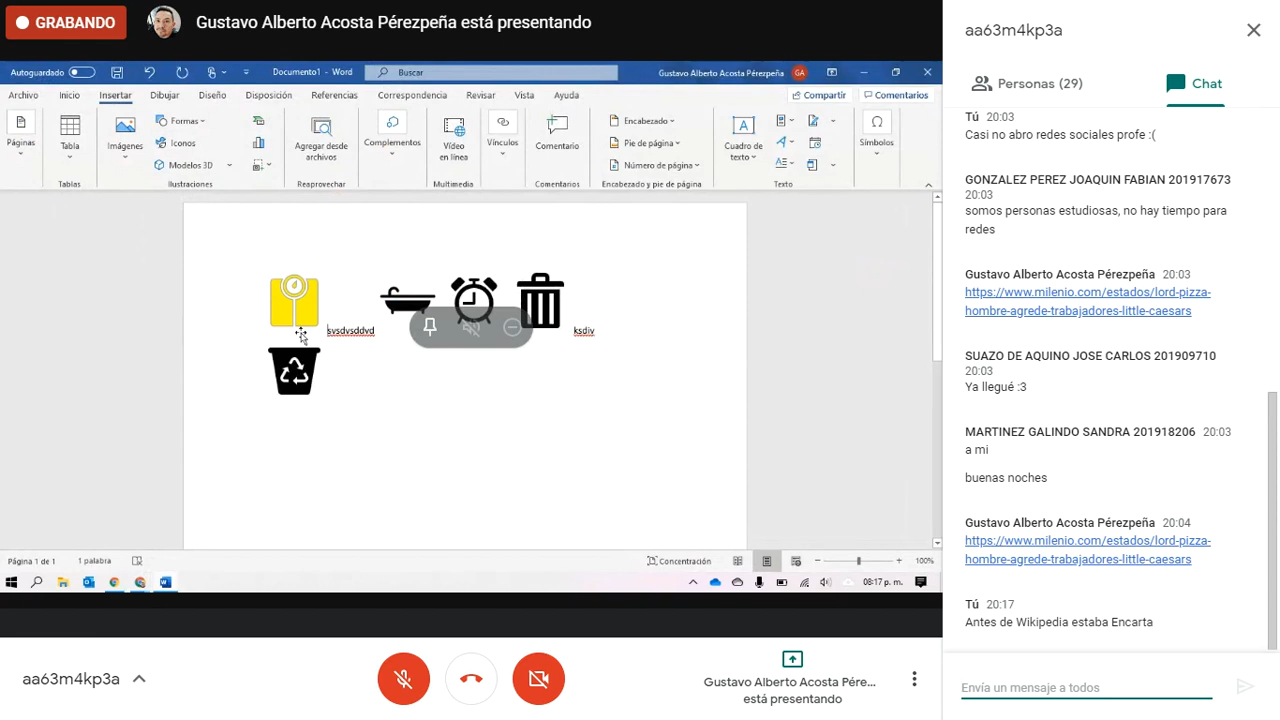 GRABANDO
Gustavo Alberto Acosta Pérezpeña está presentando
Autoguardado
Documento1 - Word
Buscar
Gustavo Alberto Acosta Pérezpeña
GA
Archivo
Inicio
Insertar
Dibujar
Diseño
Disposición
Referencias
Correspondencia
Revisar
Vista
Ayuda
Compartir
Comentarios
Páginas
Tabla
Imágenes
Formas
Iconos
Modelos 3D
Agregar desde
archivos
Complementos
Vídeo
en línea
Vínculos
Comentario
Encabezado
Pie de página
Número de página
Cuadro de
texto
Símbolos
Tablas
Ilustraciones
Reaprovechar
Multimedia
Comentarios
Encabezado y pie de página
Texto
svsdvsddvd
ksdiv
Página 1 de 1
1 palabra
Concentración
100%
08:17 p. m.
aa63m4kp3a
Gustavo Alberto Acosta Pére...
está presentando
aa63m4kp3a
Personas (29)
Chat
Tú 20:03
Casi no abro redes sociales profe :(
GONZALEZ PEREZ JOAQUIN FABIAN 201917673
20:03
somos personas estudiosas, no hay tiempo para
redes
Gustavo Alberto Acosta Pérezpeña 20:03
https://www.milenio.com/estados/lord-pizza-
hombre-agrede-trabajadores-little-caesars
SUAZO DE AQUINO JOSE CARLOS 201909710
20:03
Ya llegué :3
MARTINEZ GALINDO SANDRA 201918206 20:03
a mi
buenas noches
Gustavo Alberto Acosta Pérezpeña 20:04
https://www.milenio.com/estados/lord-pizza-
hombre-agrede-trabajadores-little-caesars
Tú 20:17
Antes de Wikipedia estaba Encarta
Envía un mensaje a todos